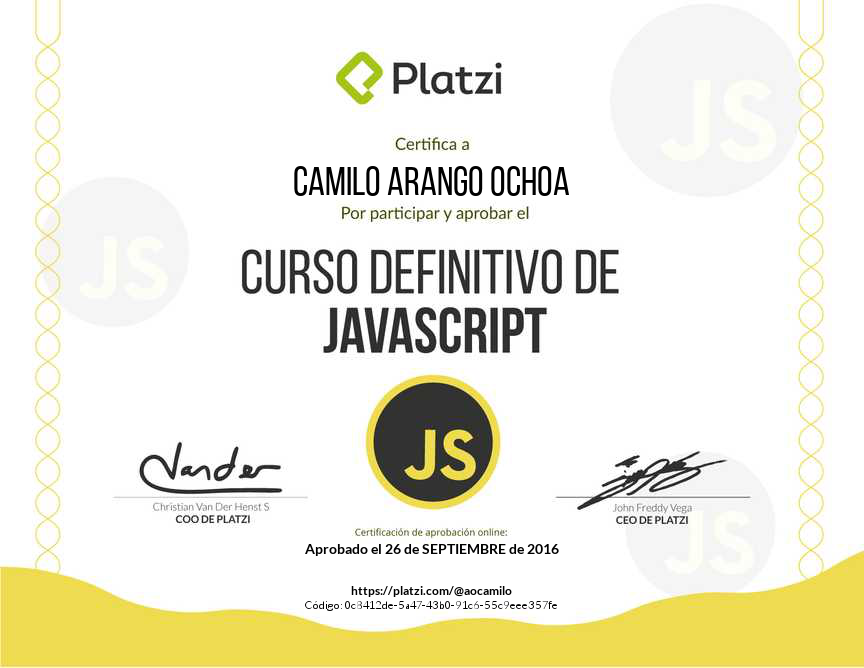 JS
Platzi
Certifica a
CAMILO ARANGO OCHOA
Por participar y aprobar el
JS
CURSO DEFINITIVO DE
JAVASCRIPT
JS
Vander
Christian Van Der Henst S
COO DE PLATZI
John Freddy Vega
CEO DE PLATZI
JS
Certificación de aprobación online:
Aprobado el 26 de SEPTIEMBRE de 2016
https://platzi.com/@aocamilo
Código: 0c8412de-5a47-43b0-91c6-55c9eee357fe